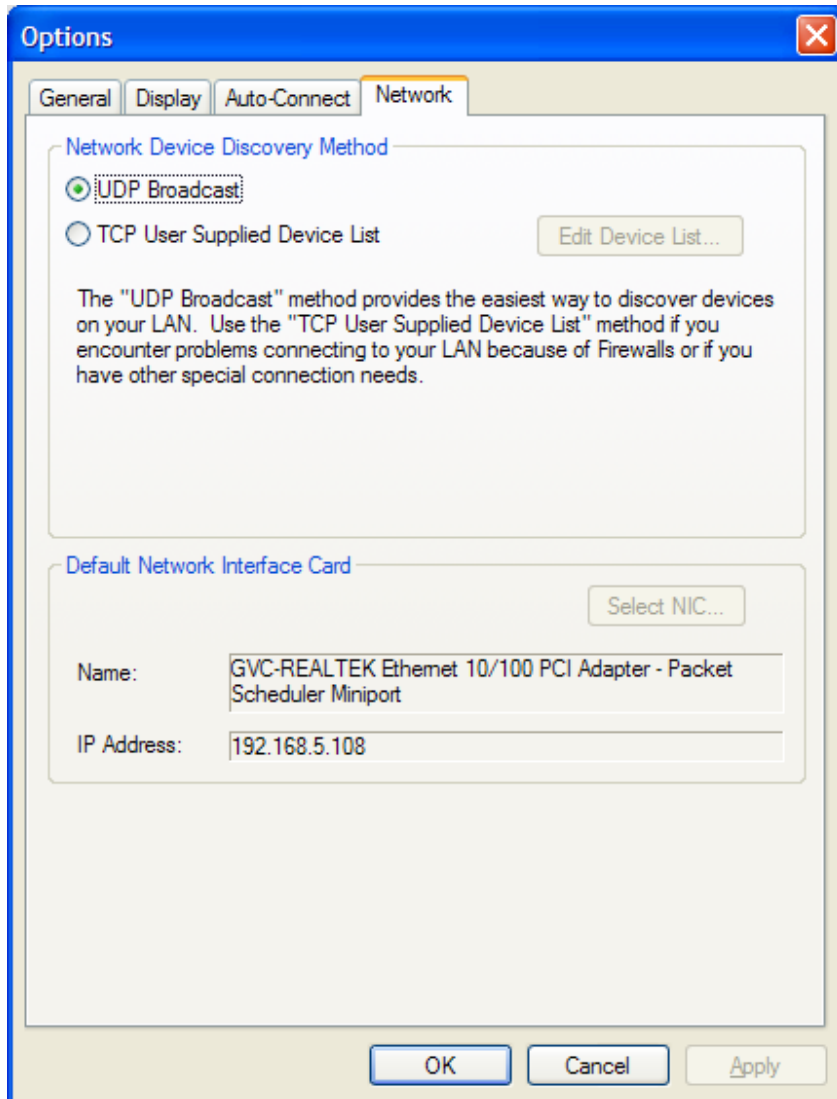 Options
General Display Auto-Connect Network
Network Device Discovery Method
UDP Broadcast
TCP User Supplied Device List Edit Device List...
The "UDP Broadcast" method provides the easiest way to discover devices
on your LAN. Use the "TCP User Supplied Device List" method if you
encounter problems connecting to your LAN because of Firewalls or if you
have other special connection needs.
Default Network Interface Card
Select NIC...
Name: GVC-REALTEK Ethernet 10/100 PCI Adapter - Packet
Scheduler Miniport
IP Address: 192.168.5.108
OK Cancel Apply